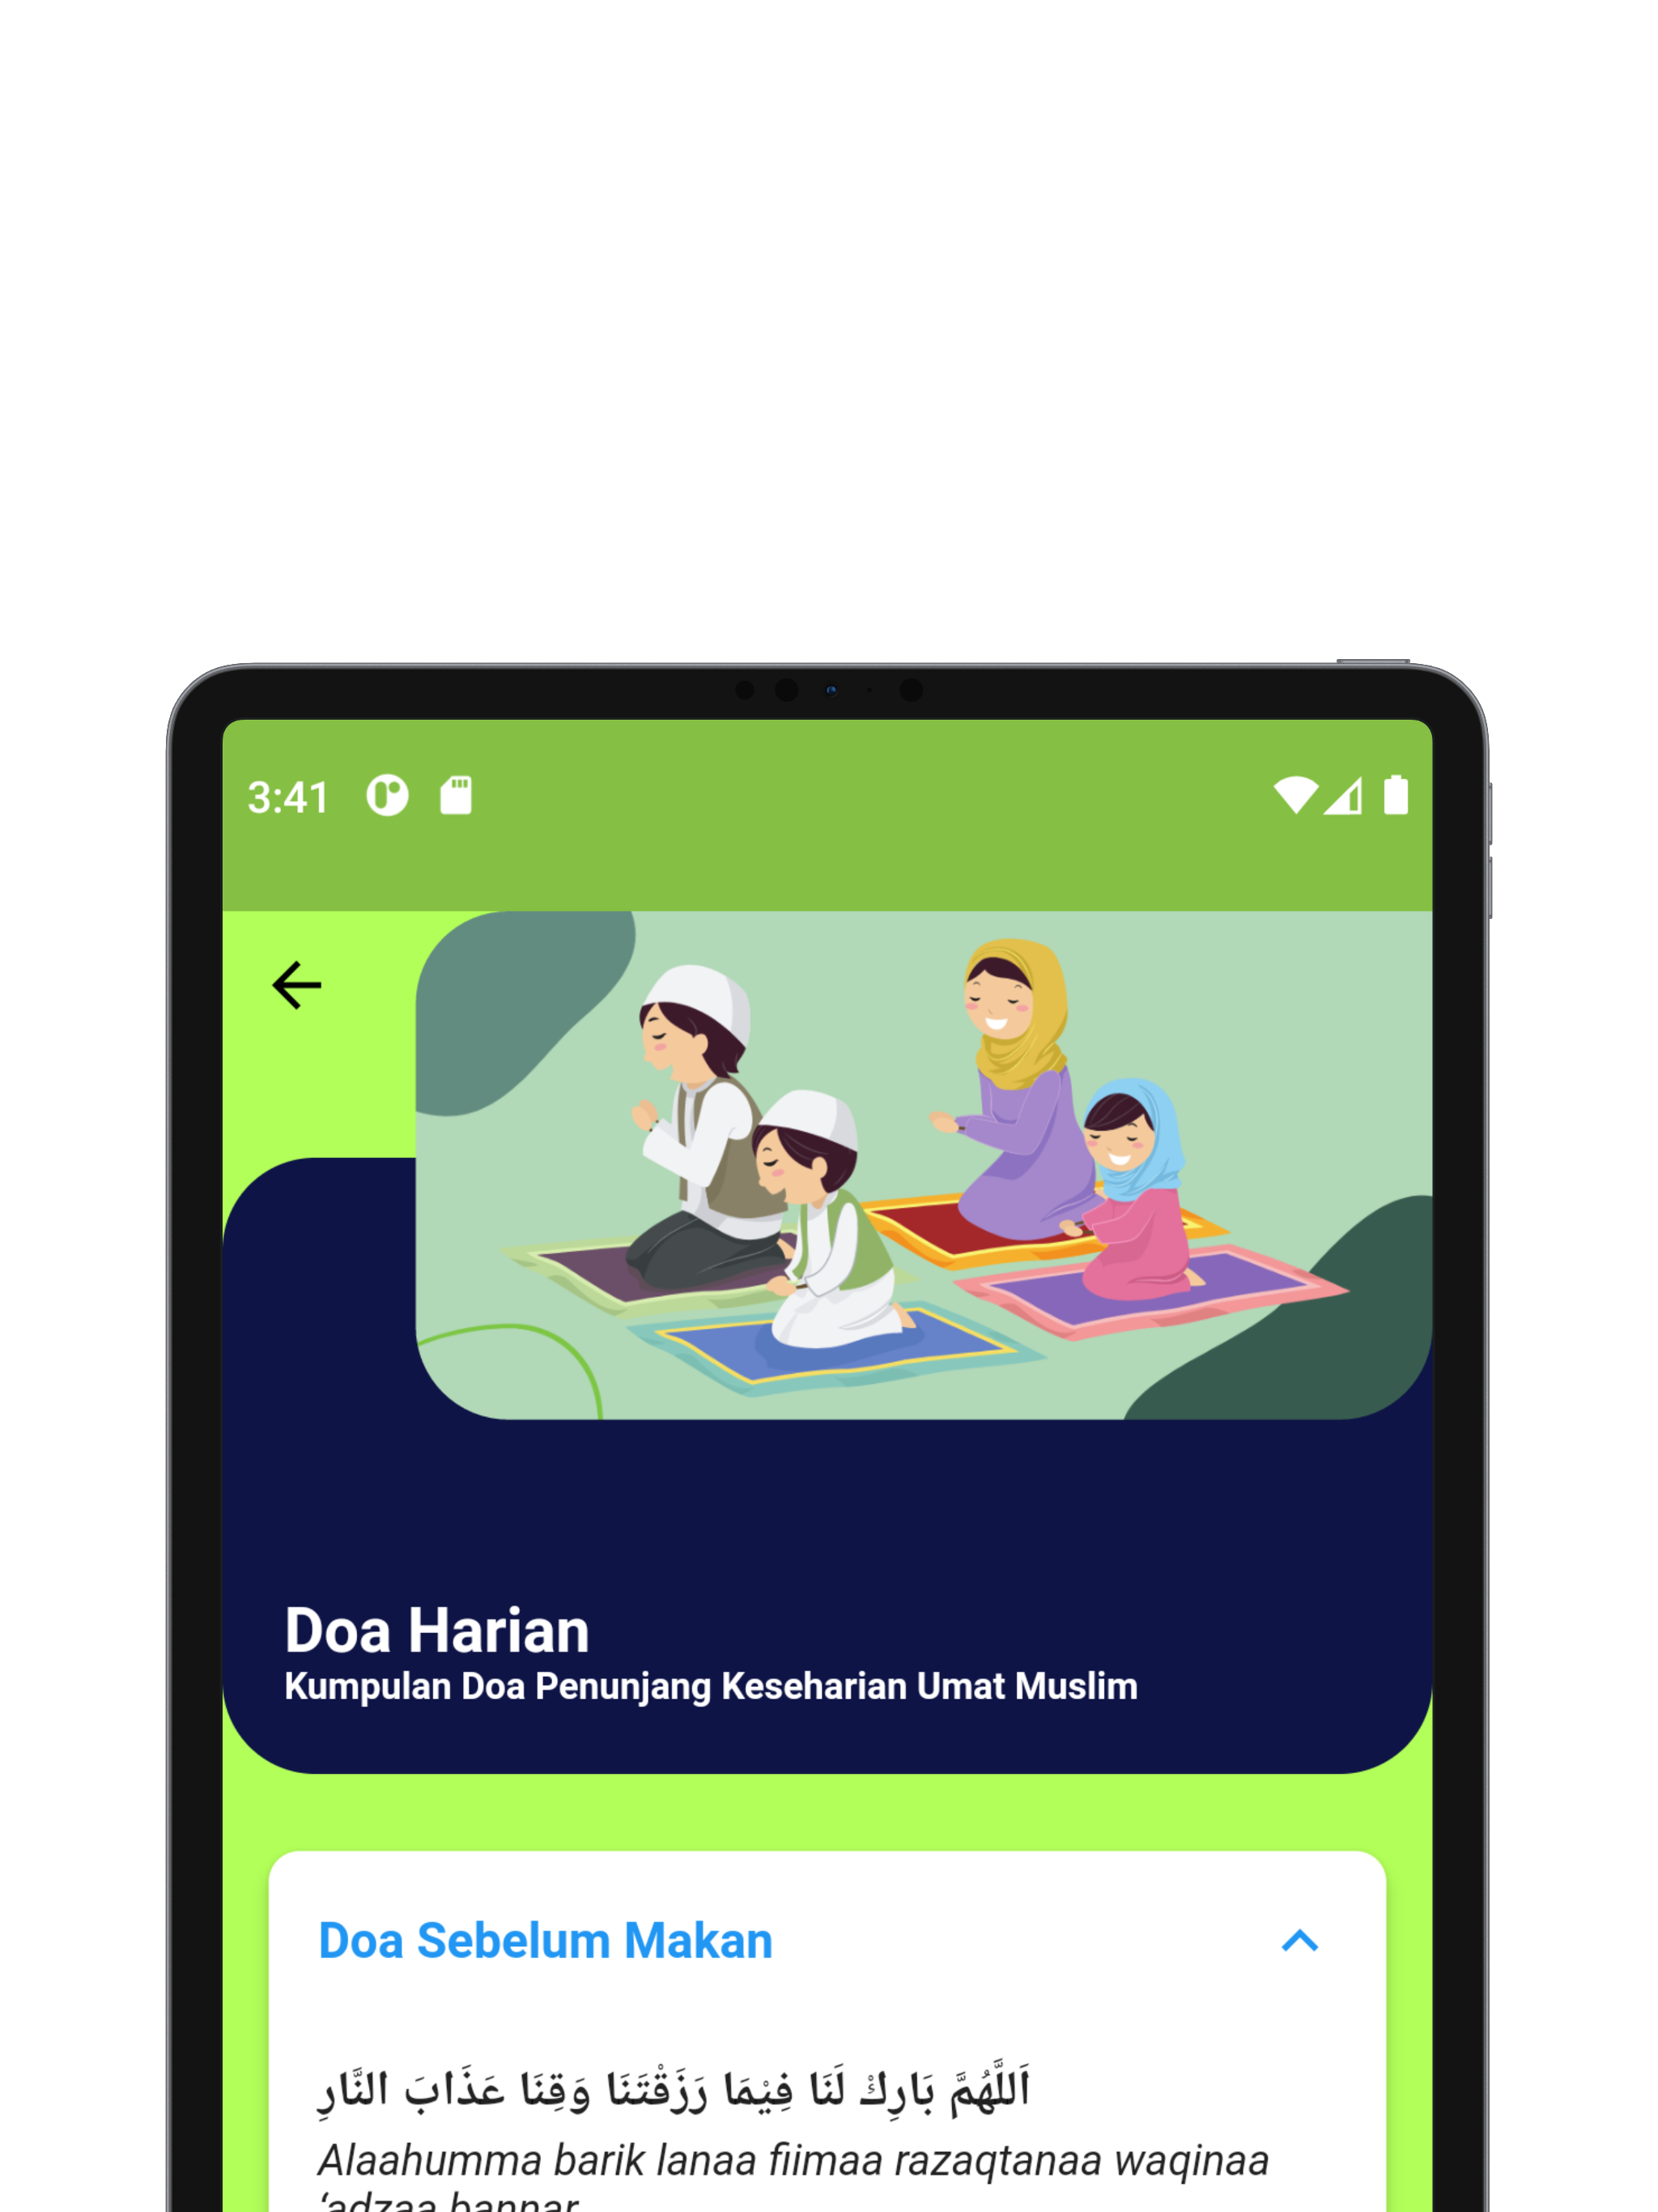 3:41
Doa Harian
Kumpulan Doa Penunjang Keseharian Umat Muslim
Doa Sebelum Makan
اَللَّهُمَّ بَارِكْ لَنَا فِيْمَا رَزَقْتَنَا وَقِنَا عَذَابَ النَّارِ
Alaahumma barik lanaa fiimaa razaqtanaa waqinaa
‘adzaa bannar